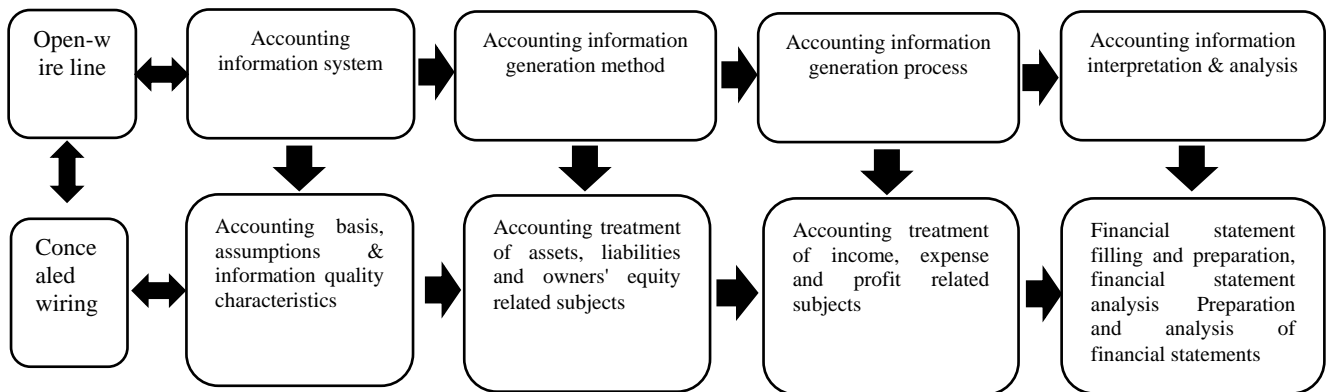 Open-w
ire line
Accounting
information system
Accounting information
generation method
Accounting information
generation process
Accounting information
interpretation & analysis
Conce
aled
wiring
Accounting basis,
assumptions &
information quality
characteristics
Accounting treatment
of assets, liabilities
and owners' equity
related subjects
Accounting treatment
of income, expense
and profit related
subjects
Financial statement
filling and preparation,
financial statement
analysis Preparation
and analysis of
financial statements